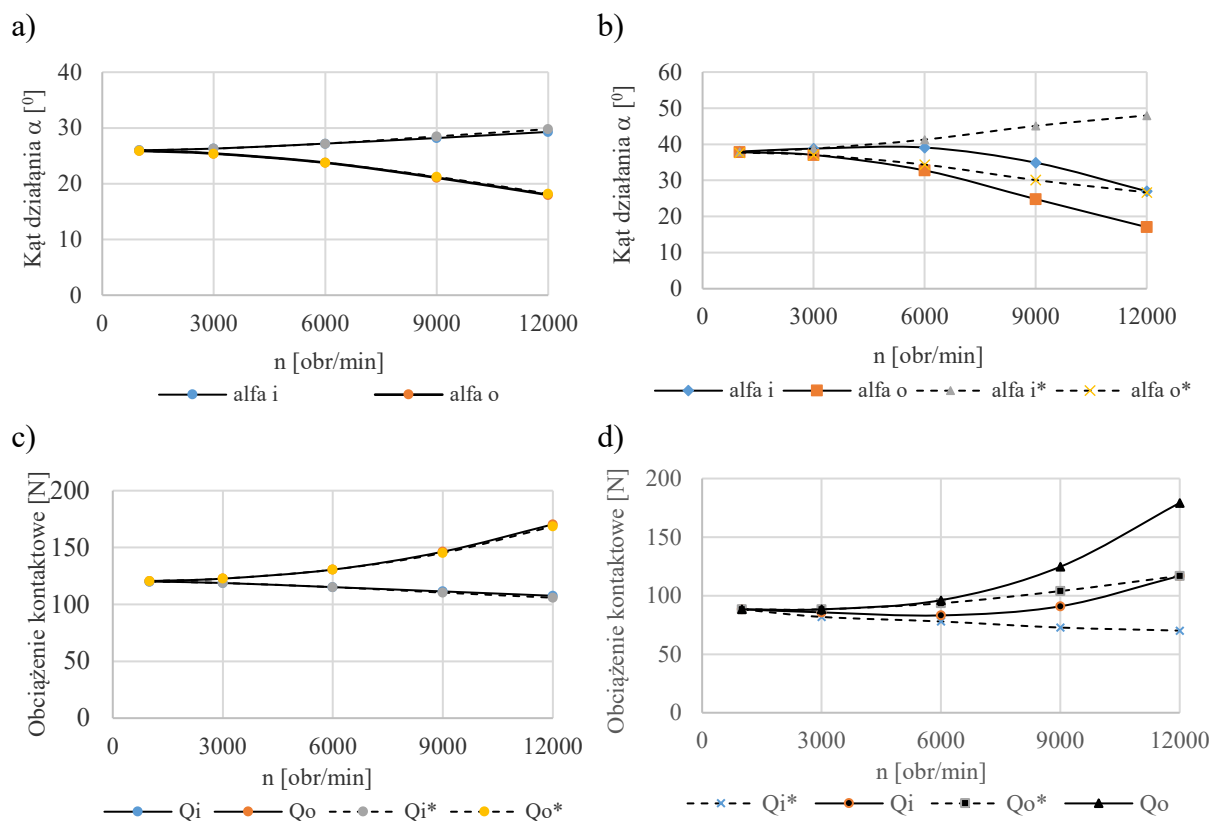 a)
Kąt działąnia α [⁰]
40
30
20
10
0
0 3000 6000 9000 12000
n [obr/min]
alfa i alfa o
b)
Kąt działania α [⁰]
60
50
40
30
20
10
0
0 3000 6000 9000 12000
n [obr/min]
alfa i alfa o alfa i* alfa o*
c)
Obciążenie kontaktowe [N]
200
150
100
50
0
0 3000 6000 9000 12000
n [obr/min]
Qi Qo Qi* Qo*
d)
Obciążenie kontaktowe [N]
200
150
100
50
0
0 3000 6000 9000 12000
n [obr/min]
Qi* Qi Qo* Qo